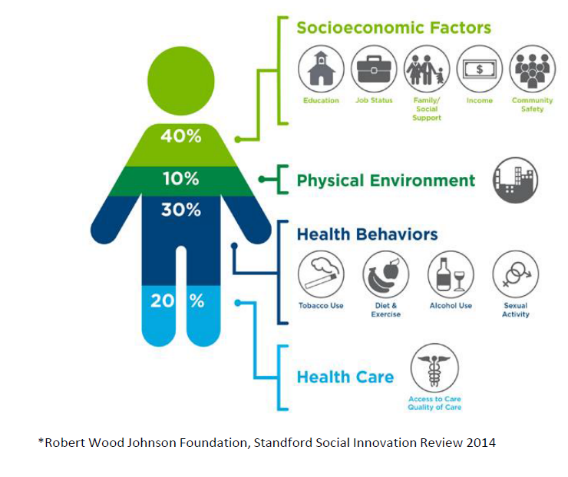 Socioeconomic Factors
$
Education
Job Status
Family/
Social
Support
Income
Community
Safety
40%
10%
Physical Environment
30%
Health Behaviors
Tobacco Use
Diet &
Exercise
Alcohol Use
Sexual
Activity
20 %
Health Care
Access to Care
Quality of Care
*Robert Wood Johnson Foundation, Standford Social Innovation Review 2014